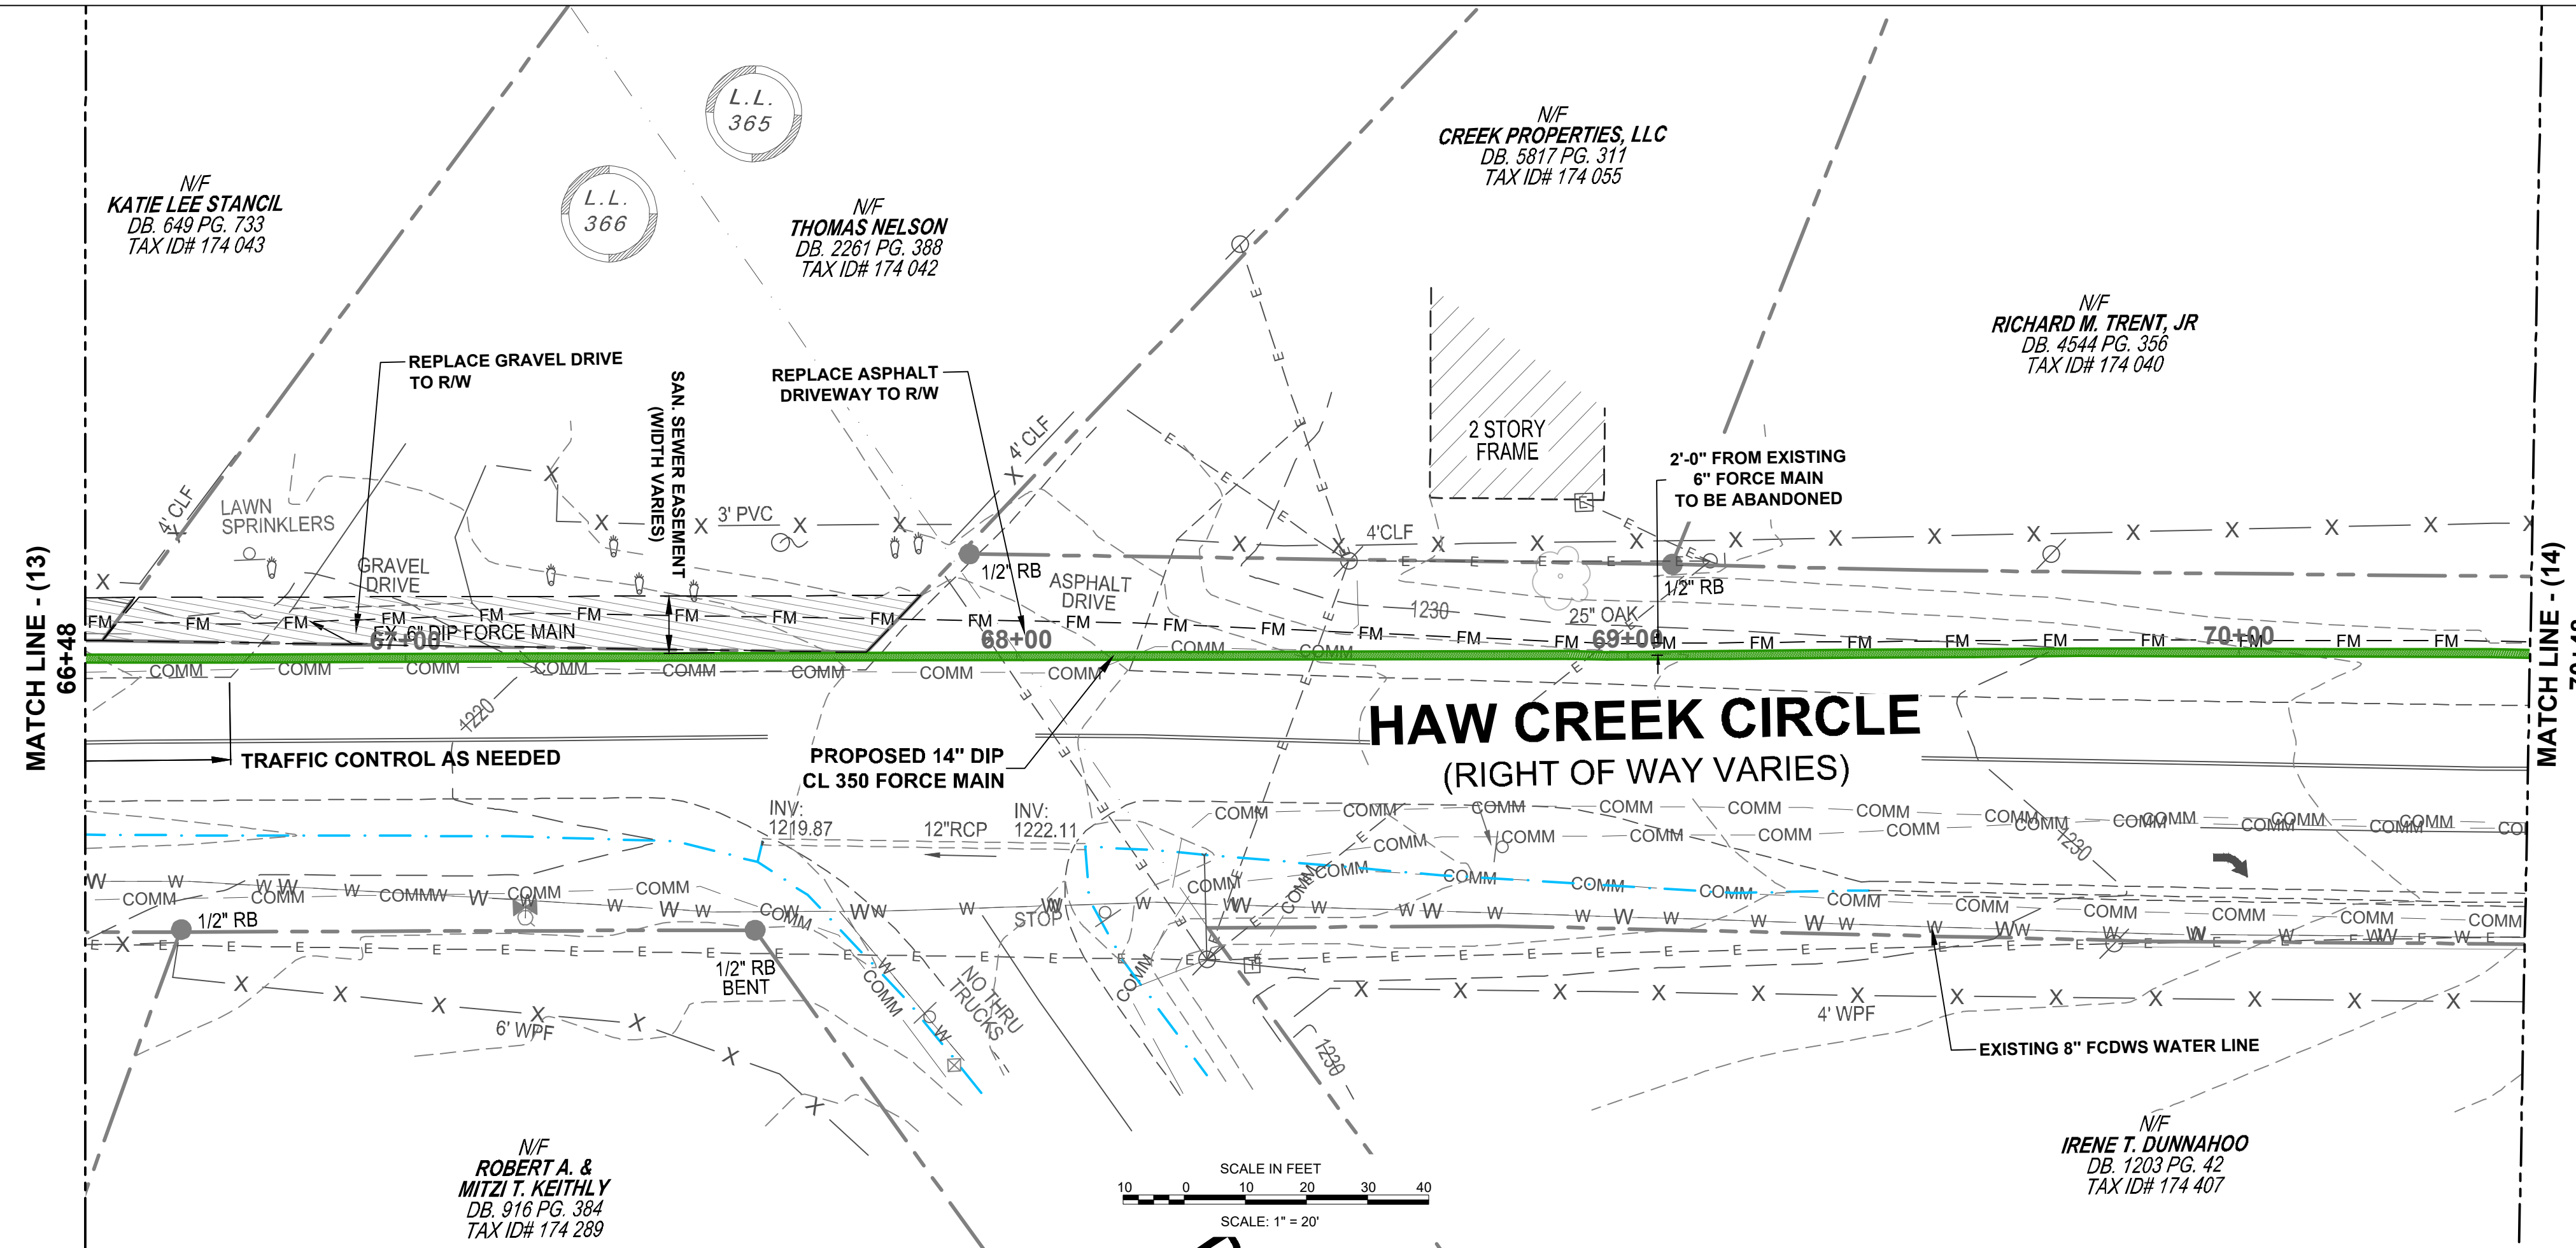 L.L.
365
L.L.
366
N/F
KATIE LEE STANCIL
DB. 649 PG. 733
TAX ID# 174 043
N/F
THOMAS NELSON
DB. 2261 PG. 388
TAX ID# 174 042
N/F
CREEK PROPERTIES, LLC
DB. 5817 PG. 311
TAX ID# 174 055
N/F
RICHARD M. TRENT, JR
DB. 4544 PG. 356
TAX ID# 174 040
REPLACE GRAVEL DRIVE
TO R/W
SAN. SEWER EASEMENT
(WIDTH VARIES)
REPLACE ASPHALT
DRIVEWAY TO R/W
4' CLF
4' CLF
2 STORY
FRAME
2'-0" FROM EXISTING
6" FORCE MAIN
TO BE ABANDONED
LAWN
SPRINKLERS
3' PVC
4'CLF
GRAVEL
DRIVE
1/2" RB
ASPHALT
DRIVE
1230
25" OAK
1/2" RB
EX. 6" DIP FORCE MAIN
67+00
68+00
69+00
70+00
MATCH LINE - (13)
66+48
MATCH LINE - (14)
1220
TRAFFIC CONTROL AS NEEDED
PROPOSED 14" DIP
CL 350 FORCE MAIN
HAW CREEK CIRCLE
(RIGHT OF WAY VARIES)
INV:
1219.87
12"RCP
INV:
1222.11
1230
1/2" RB
STOP
1/2" RB
BENT
NO THRU
TRUCKS
6' WPF
4' WPF
1230
EXISTING 8" FCDWS WATER LINE
N/F
ROBERT A. &
MITZI T. KEITHLY
DB. 916 PG. 384
TAX ID# 174 289
SCALE IN FEET
10 0 10 20 30 40
SCALE: 1" = 20'
N/F
IRENE T. DUNNAHOO
DB. 1203 PG. 42
TAX ID# 174 407